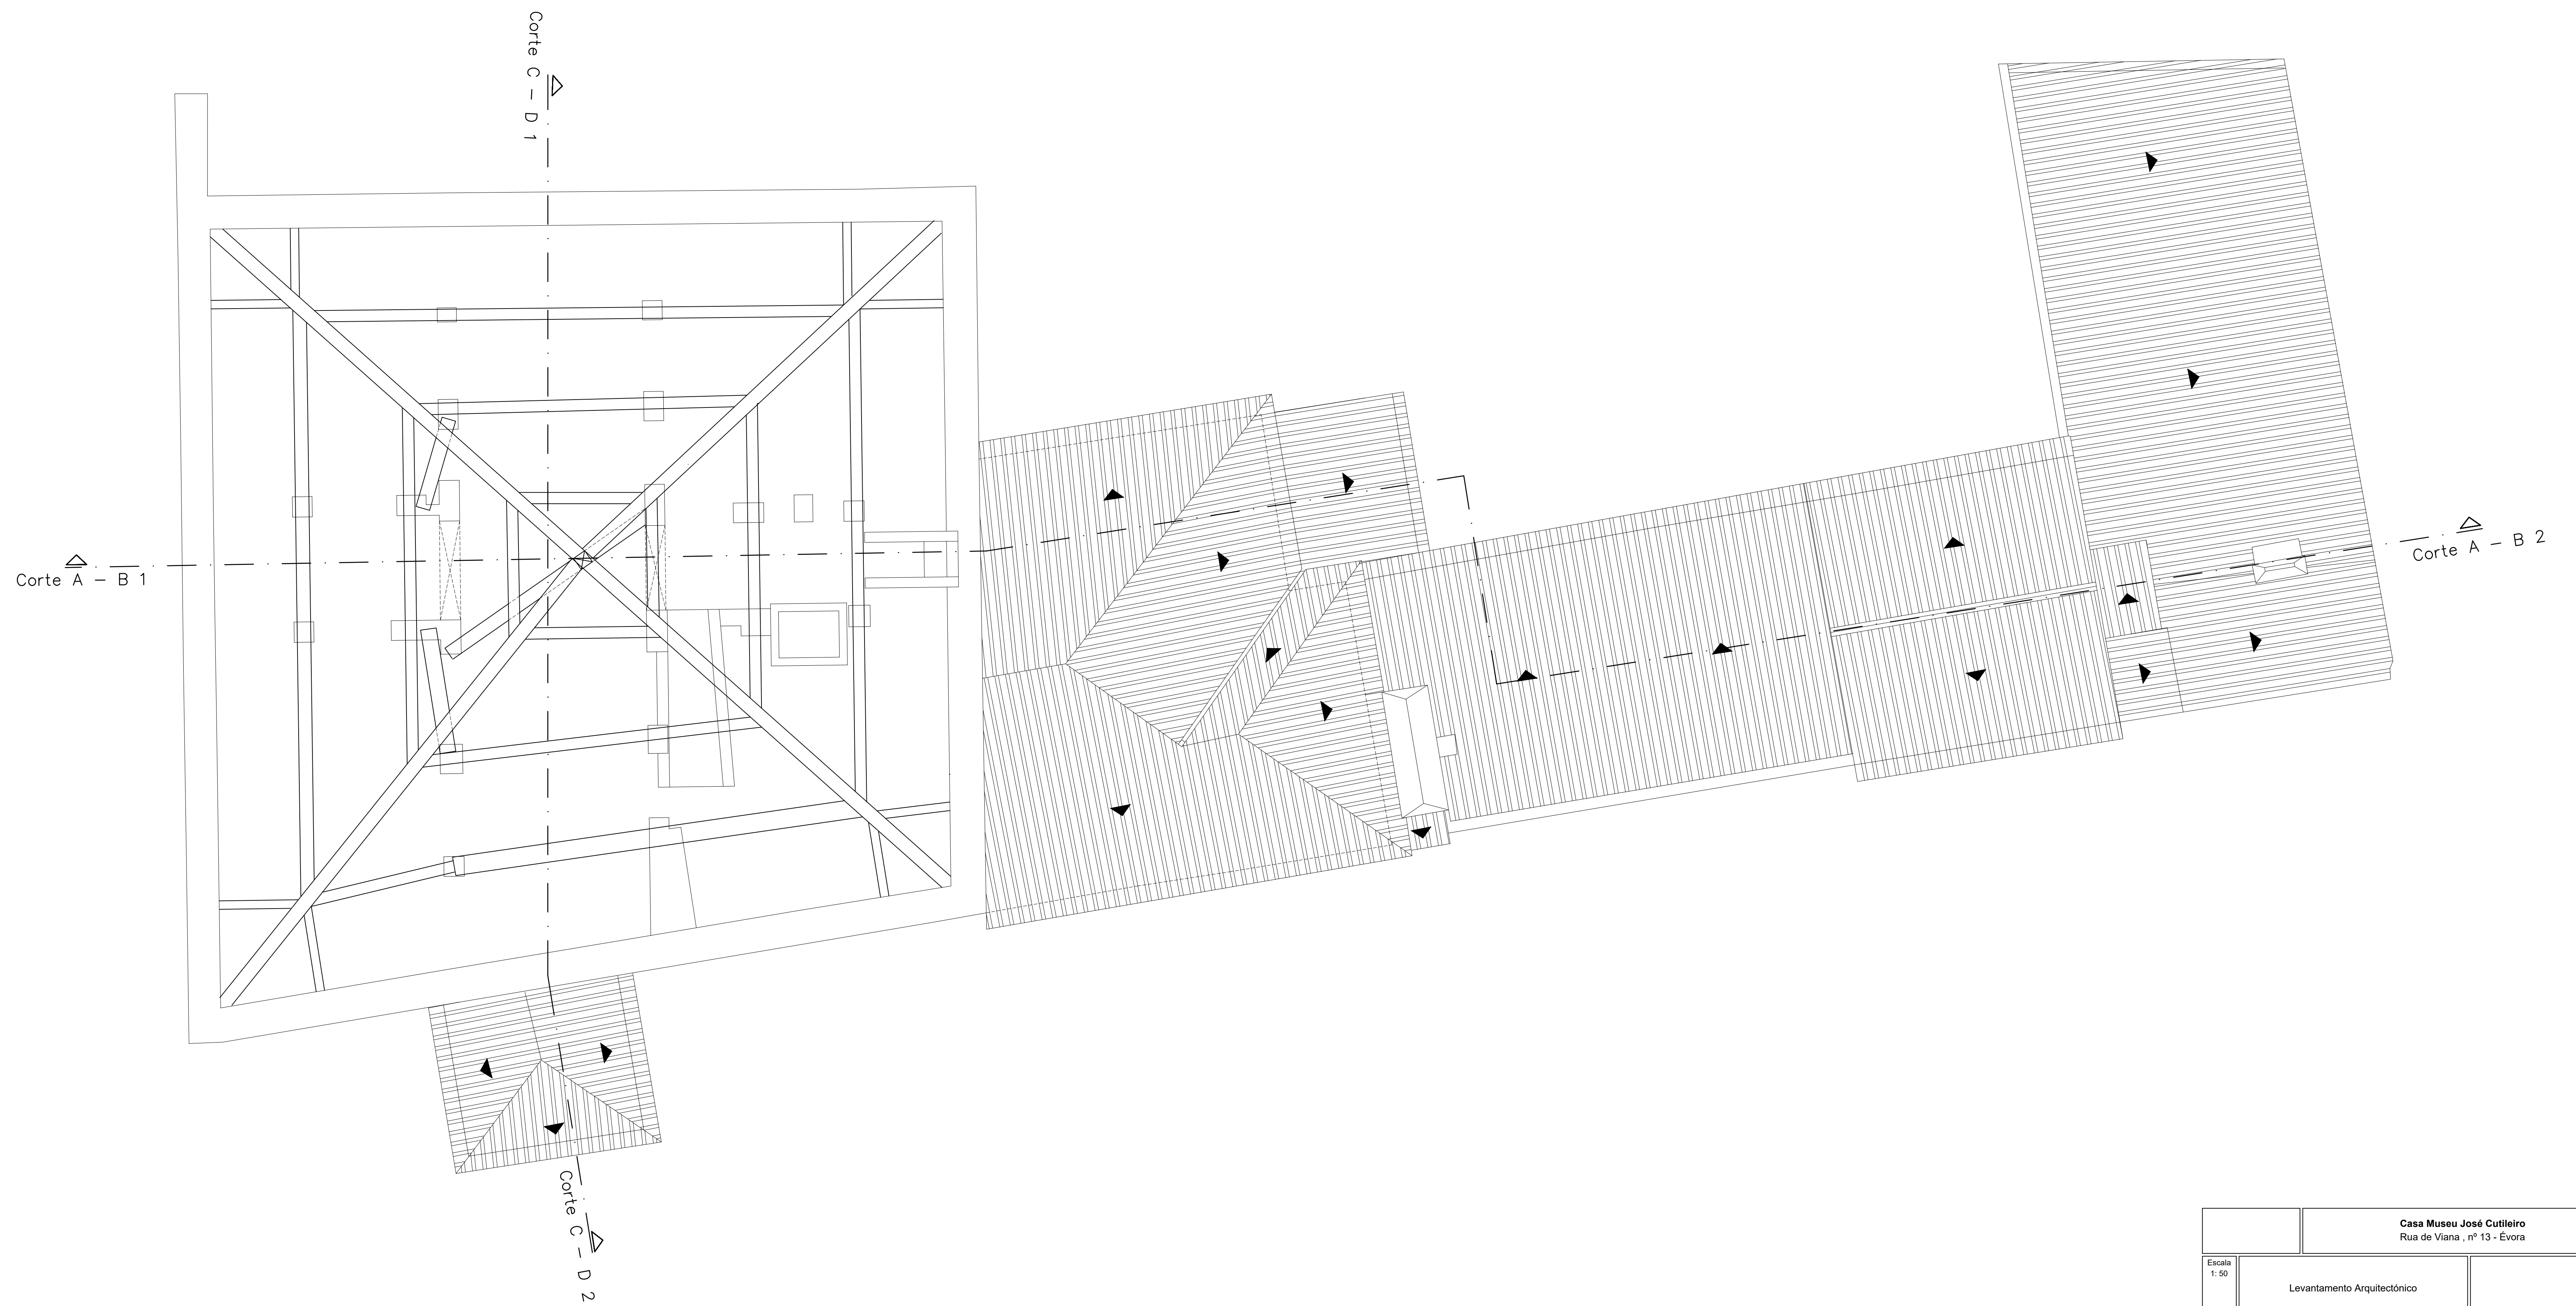 Corte C - D 1
Corte A - B 1
Corte A - B 2
Corte C - D 2
Casa Museu José Cutileiro
Rua de Viana , nº 13 - Évora
Escala
1: 50
Levantamento Arquitectónico